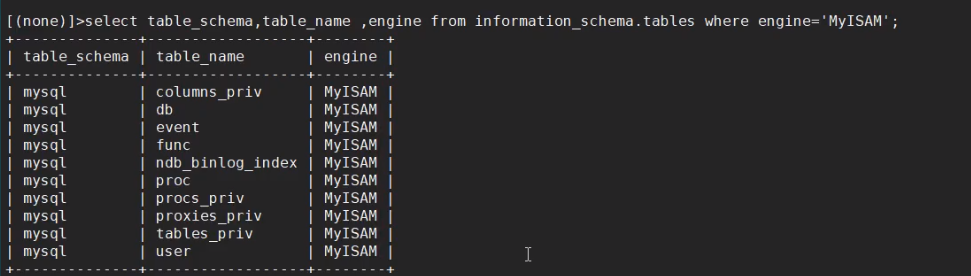 [(none)]>select table_schema,table_name ,engine from information_schema.tables where engine='MyISAM';
+--------------+------------------+--------+
| table_schema | table_name       | engine |
+--------------+------------------+--------+
| mysql        | columns_priv     | MyISAM |
| mysql        | db               | MyISAM |
| mysql        | event            | MyISAM |
| mysql        | func             | MyISAM |
| mysql        | ndb_binlog_index | MyISAM |
| mysql        | proc             | MyISAM |
| mysql        | procs_priv       | MyISAM |
| mysql        | proxies_priv     | MyISAM |
| mysql        | tables_priv      | MyISAM |
| mysql        | user             | MyISAM |
+--------------+------------------+--------+